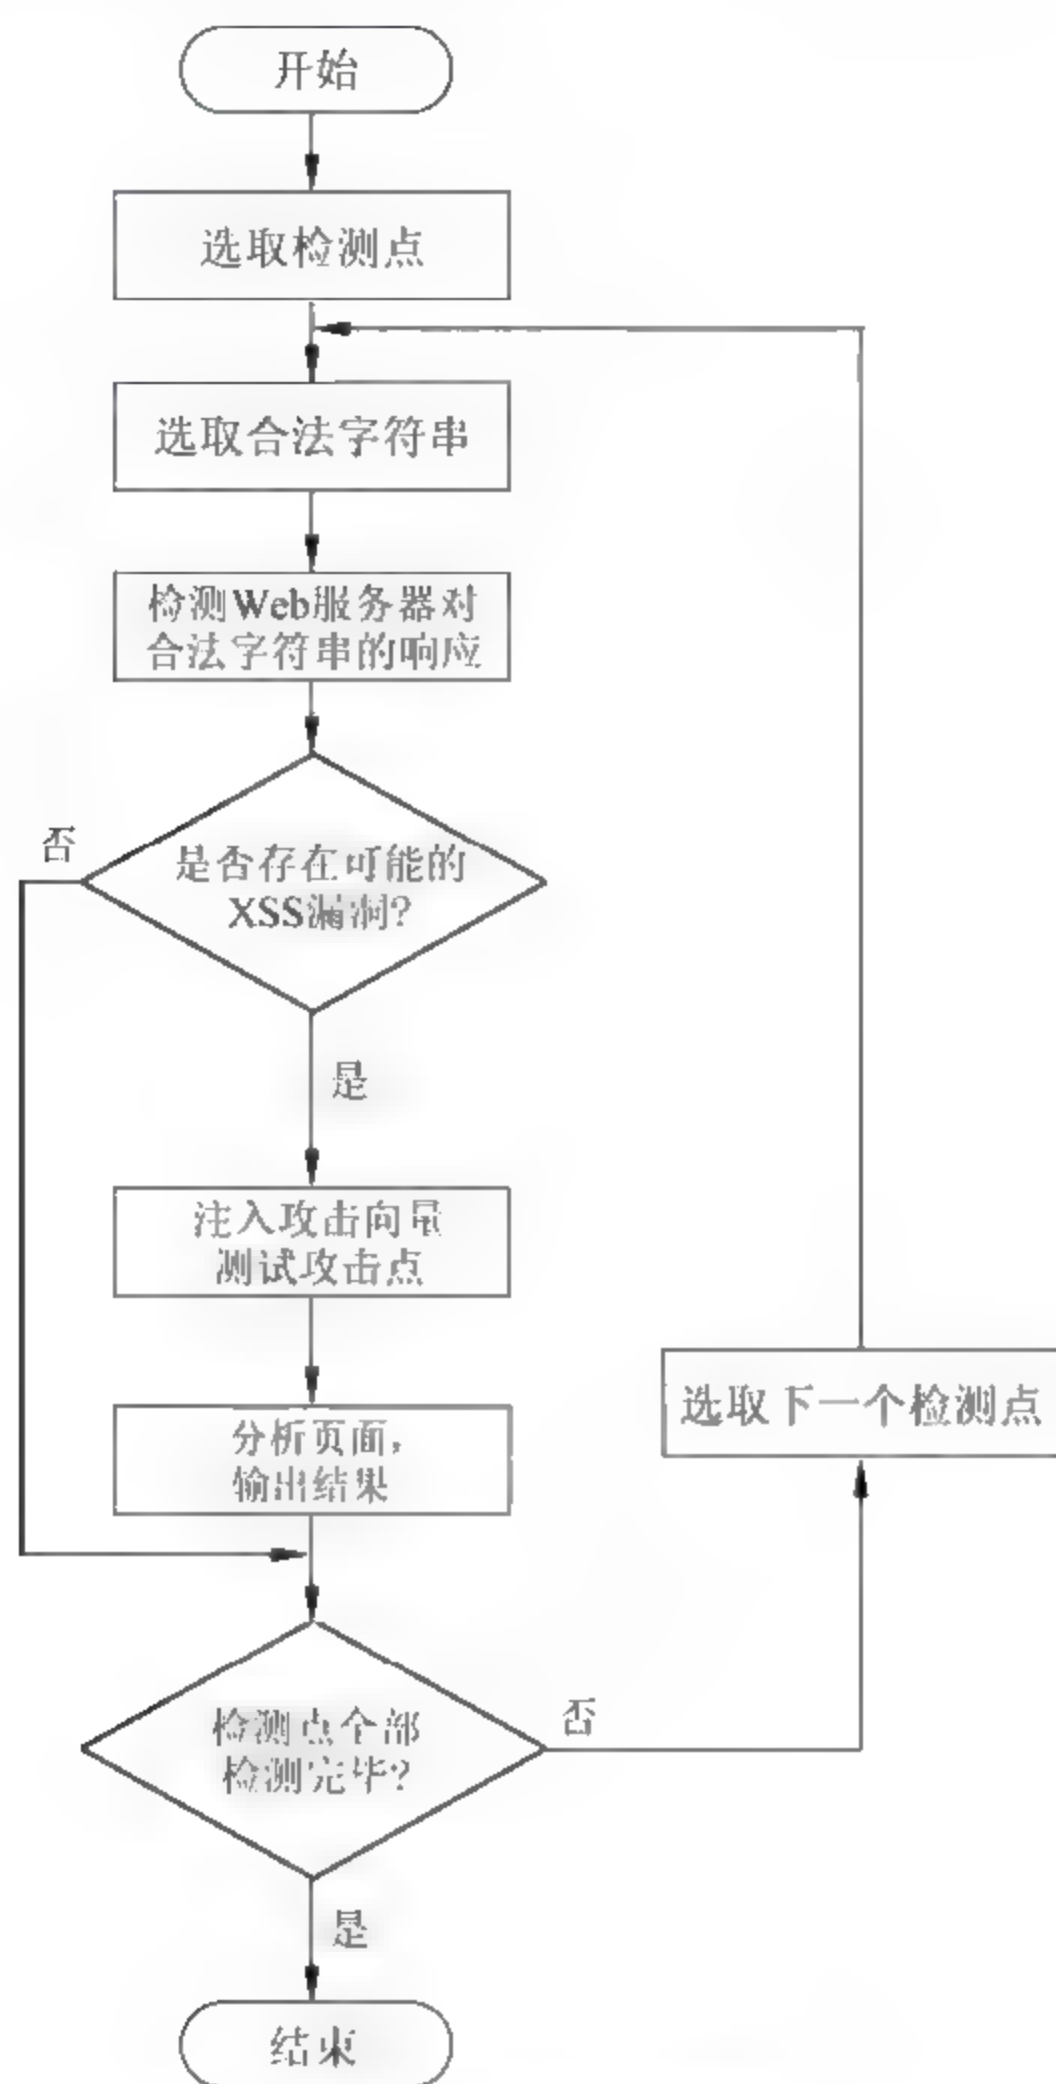 开始
选取检测点
选取合法字符串
检测Web服务器对
合法字符串的响应
否
是否存在可能的
XSS漏洞?
是
注入攻击向量
测试攻击点
选取下一个检测点
分析页面，
输出结果
否
检测点全部
检测完毕?
是
结束